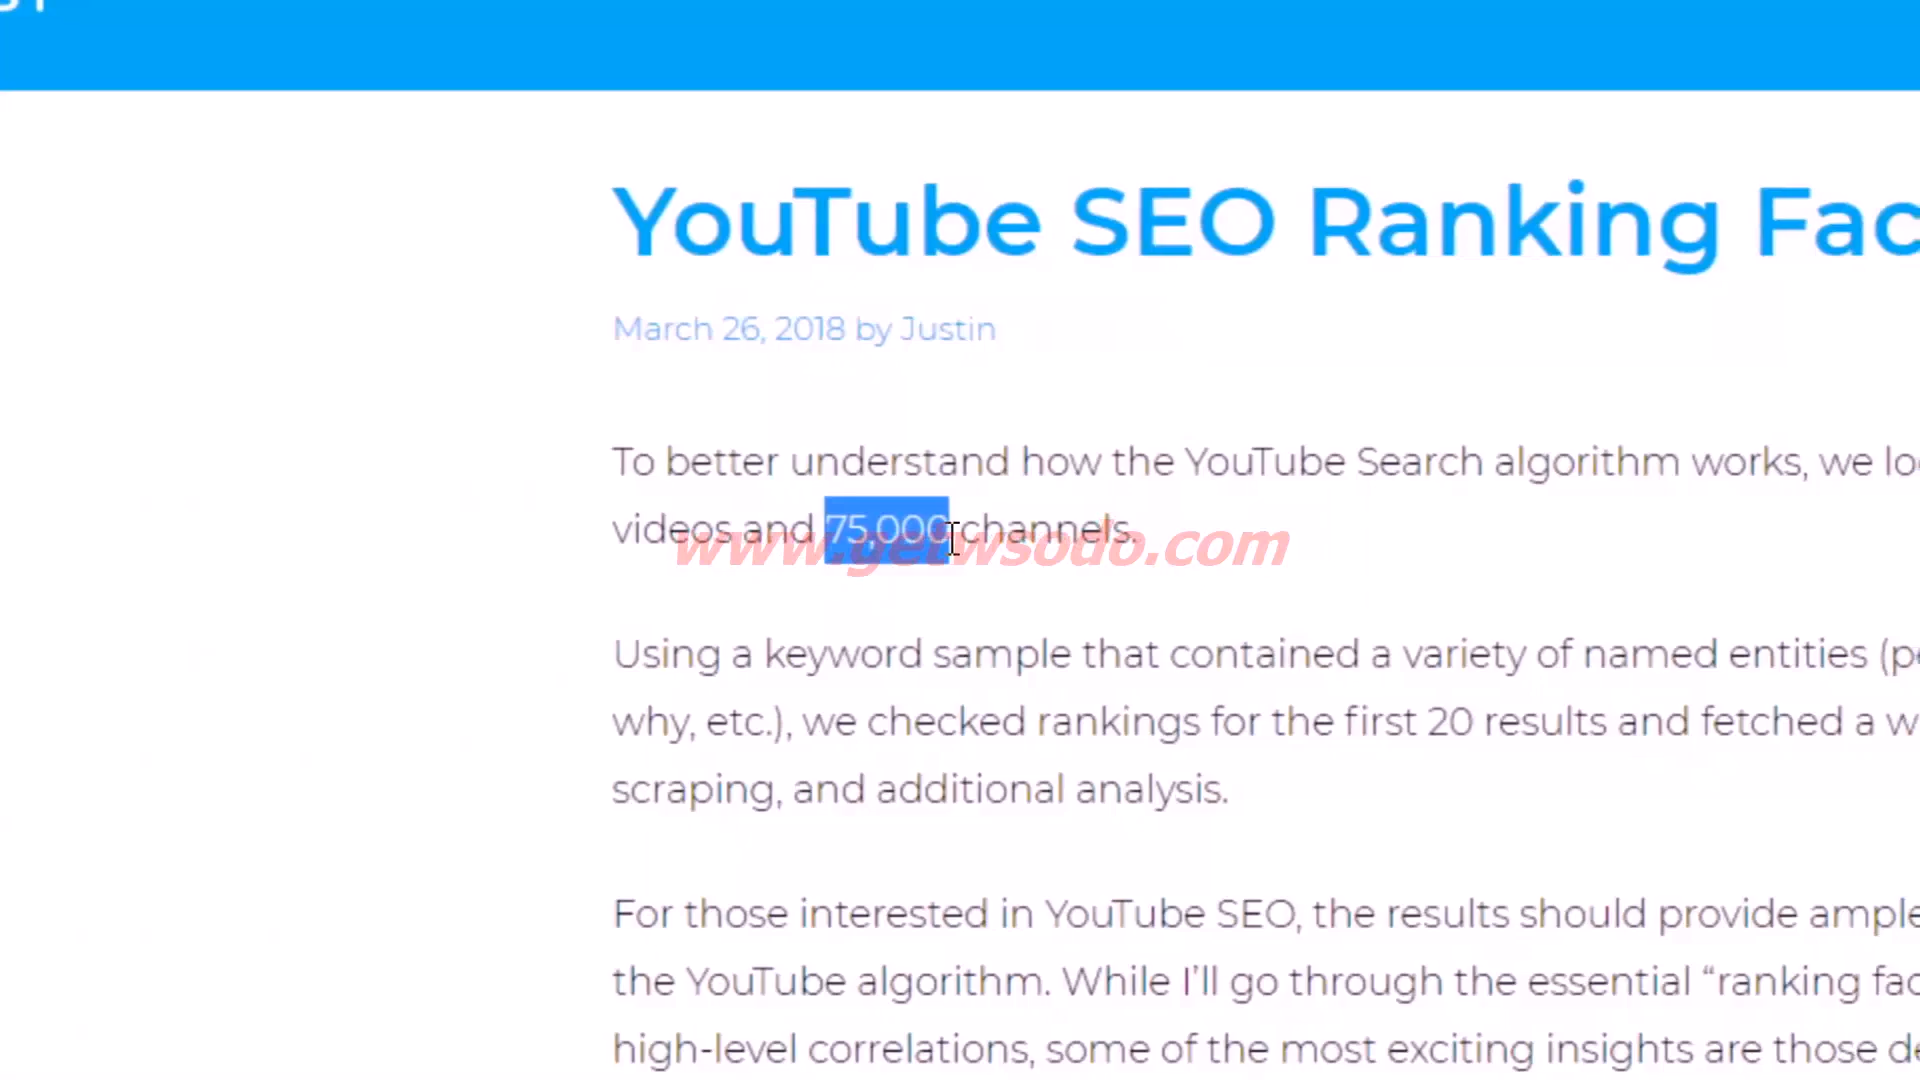 YouTube SEO Ranking
March 26, 2018 by Justin
To better understand how the YouTube Search algorithm works, we
videos and 75,000 channels.
www.getwsodo.com
Using a keyword sample that contained a variety of named entities
why, etc.), we checked rankings for the first 20 results and fetched a
scraping, and additional analysis.
For those interested in YouTube SEO, the results should provide
the YouTube algorithm. While I’ll go through the essential “ranking
high-level correlations, some of the most exciting insights are those